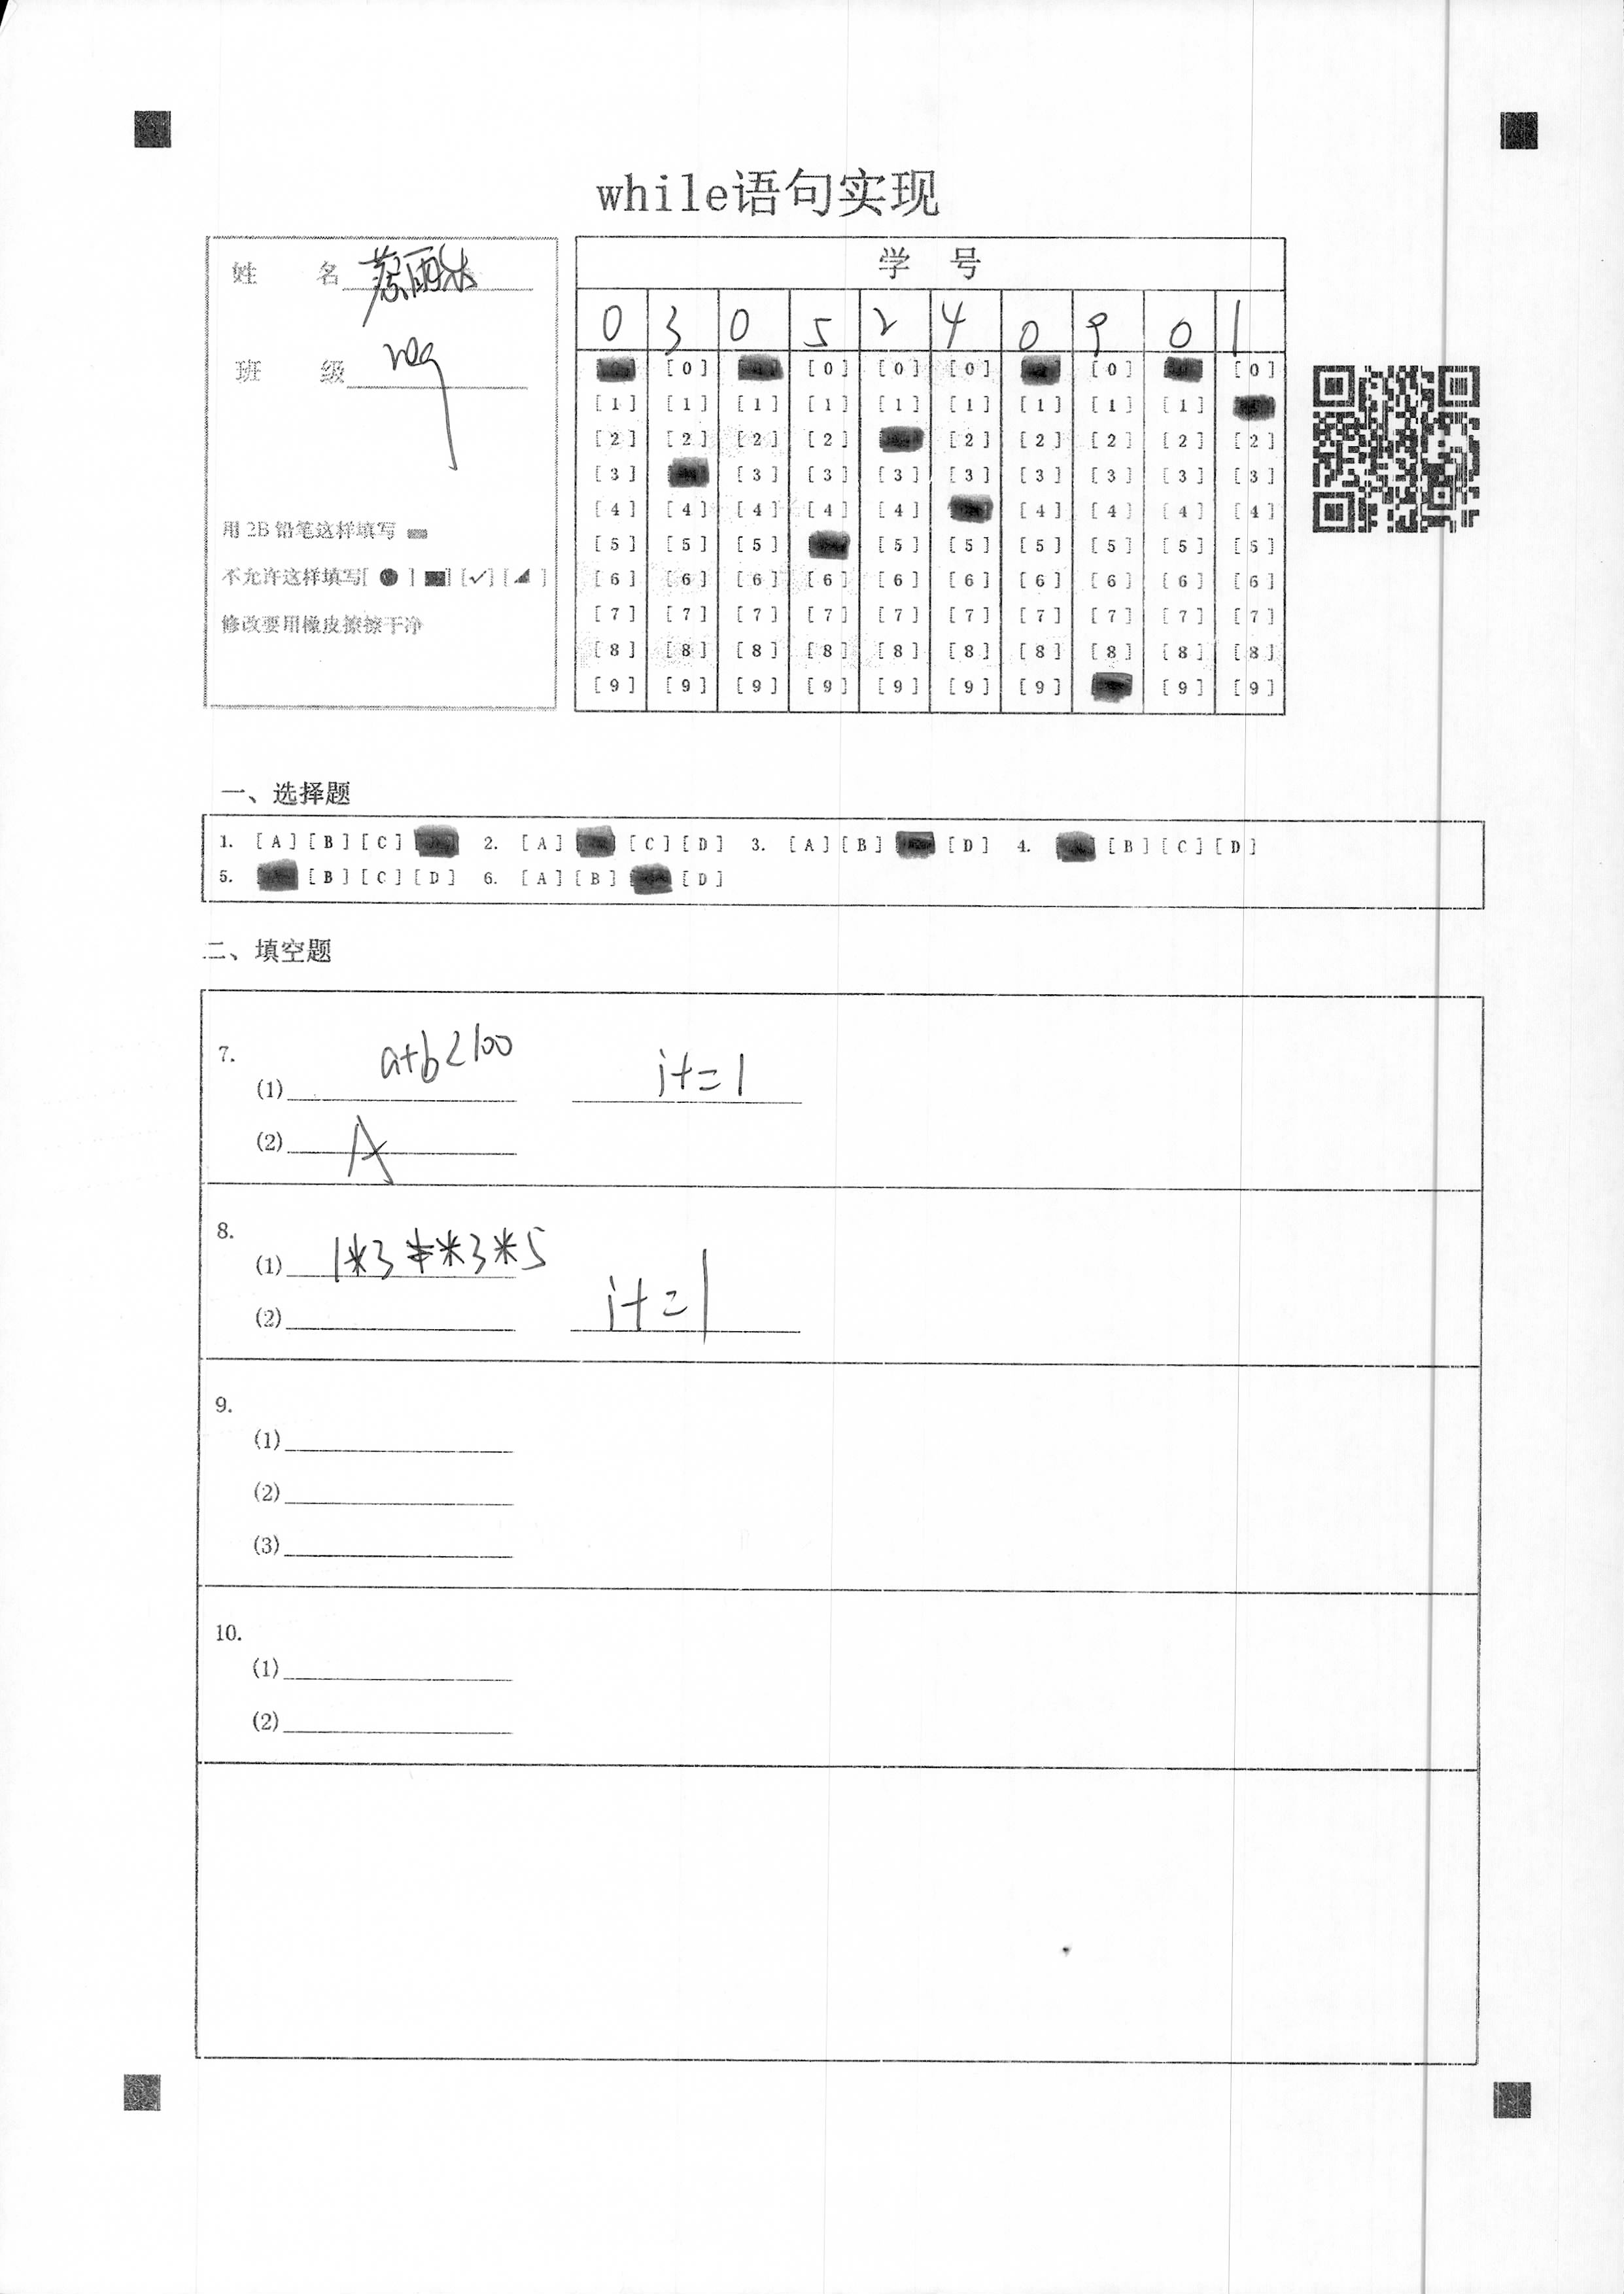 while语句实现
姓 名
班 级
用2B铅笔这样填写
不允许这样填写[ ● ] [■] [✓] [◢ ]
修改要用橡皮擦擦干净
学 号
0 3 0 5 2 4 0 9 0 1
[0] [0] [0] [0] [0] [0]
[1] [1] [1] [1] [1] [1] [1] [1] [1]
[2] [2] [2] [2] [2] [2] [2] [2] [2]
[3] [3] [3] [3] [3] [3] [3] [3] [3]
[4] [4] [4] [4] [4] [4] [4] [4] [4]
[5] [5] [5] [5] [5] [5] [5] [5] [5]
[6] [6] [6] [6] [6] [6] [6] [6] [6] [6]
[7] [7] [7] [7] [7] [7] [7] [7] [7] [7]
[8] [8] [8] [8] [8] [8] [8] [8] [8] [8]
[9] [9] [9] [9] [9] [9] [9] [9] [9]
一、选择题
1. [A] [B] [C] 2. [A] [C] [D] 3. [A] [B] [D] 4. [B] [C] [D]
5. [B] [C] [D] 6. [A] [B] [D]
二、填空题
7.
(1) a+b<100 i+=1
(2) A
8.
(1) 1*3 **3*5
(2) i+=1
9.
(1)
(2)
(3)
10.
(1)
(2)